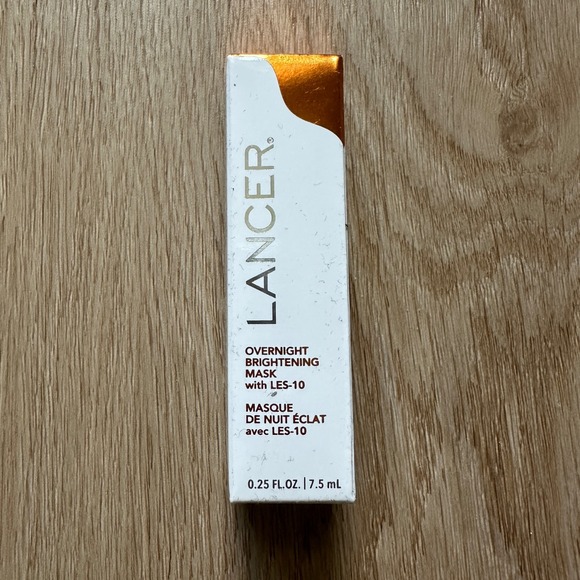 LANCER®
OVERNIGHT
BRIGHTENING
MASK
with LES-10
MASQUE
DE NUIT ÉCLAT
avec LES-10
0.25 FL.OZ. | 7.5 mL